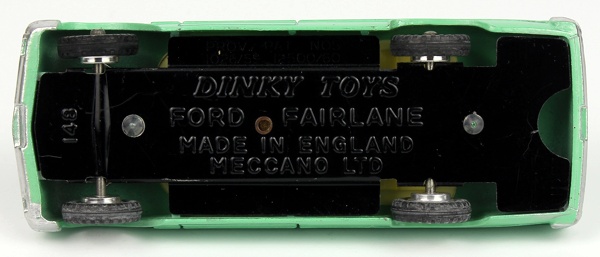 DINKY TOYS
FORD FAIRLANE
MADE IN ENGLAND
MECCANO LTD
148